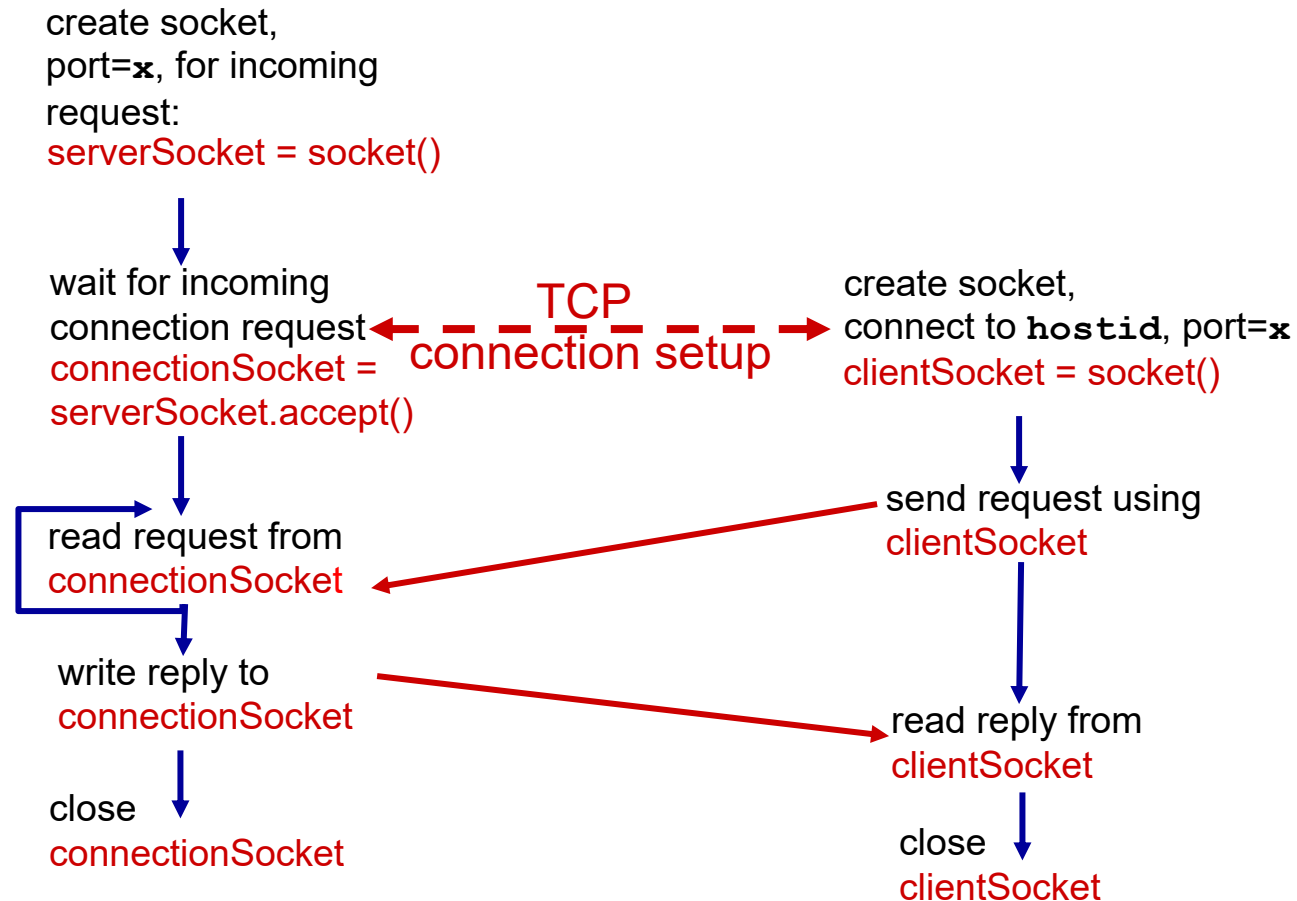 create socket,
port=x, for incoming
request:
serverSocket = socket()
wait for incoming
connection request
connectionSocket =
serverSocket.accept()
TCP
connection setup
create socket,
connect to hostid, port=x
clientSocket = socket()
read request from
connectionSocket
send request using
clientSocket
write reply to
connectionSocket
read reply from
clientSocket
close
connectionSocket
close
clientSocket